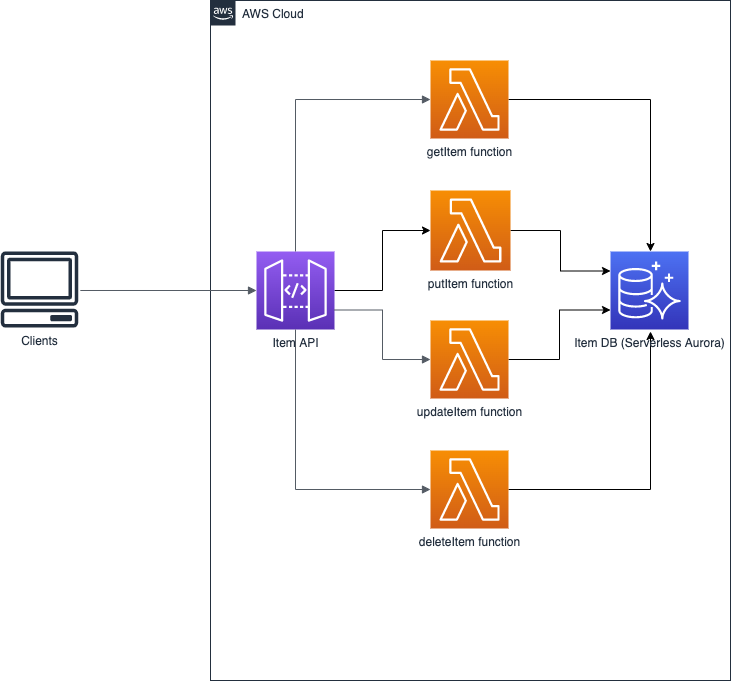 aws
AWS Cloud
getItem function
putItem function
</>
Clients
Item API
Item DB (Serverless Aurora)
updateItem function
deleteItem function